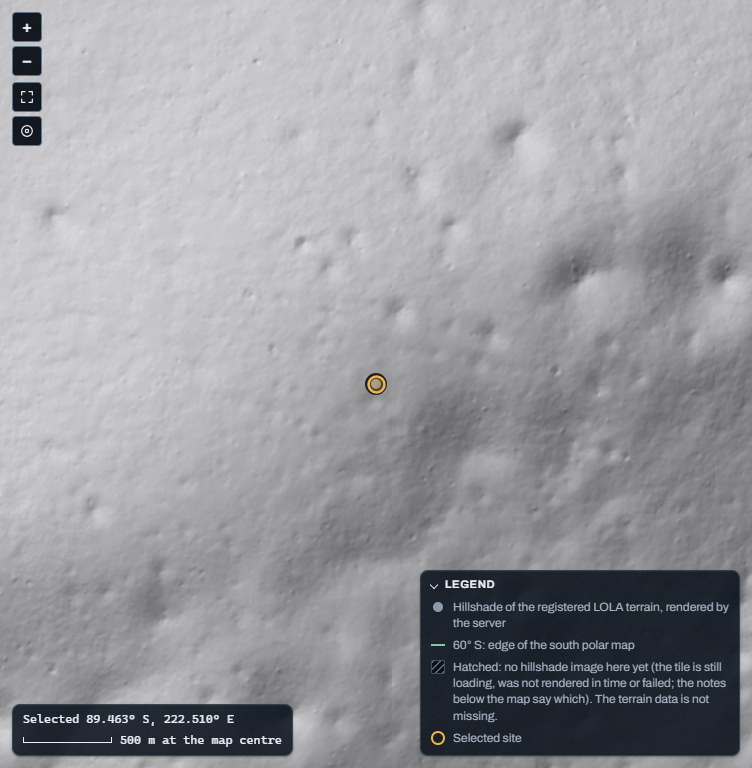 +
−
LEGEND
Hillshade of the registered LOLA terrain, rendered by
the server
60° S: edge of the south polar map
Hatched: no hillshade image here yet (the tile is still
loading, was not rendered in time or failed; the notes
below the map say which). The terrain data is not
missing.
Selected site
Selected 89.463° S, 222.510° E
500 m at the map centre